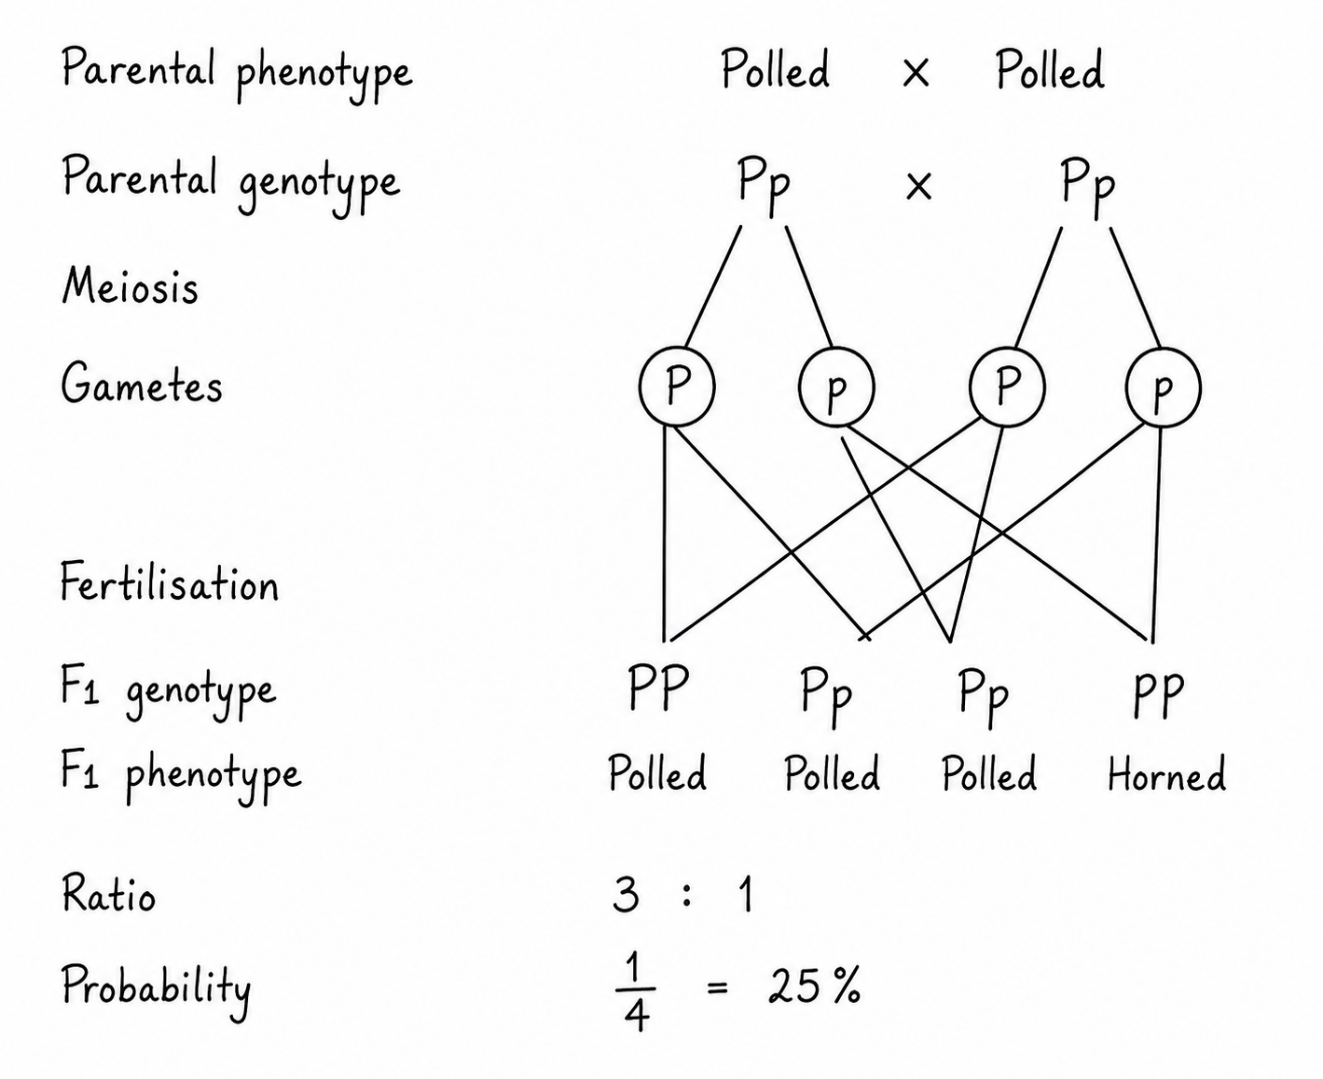 Parental phenotype Polled × Polled
Parental genotype Pp × Pp
Meiosis
Gametes P p P p
Fertilisation
F1 genotype PP Pp Pp pp
F1 phenotype Polled Polled Polled Horned
Ratio 3 : 1
Probability 1/4 = 25%